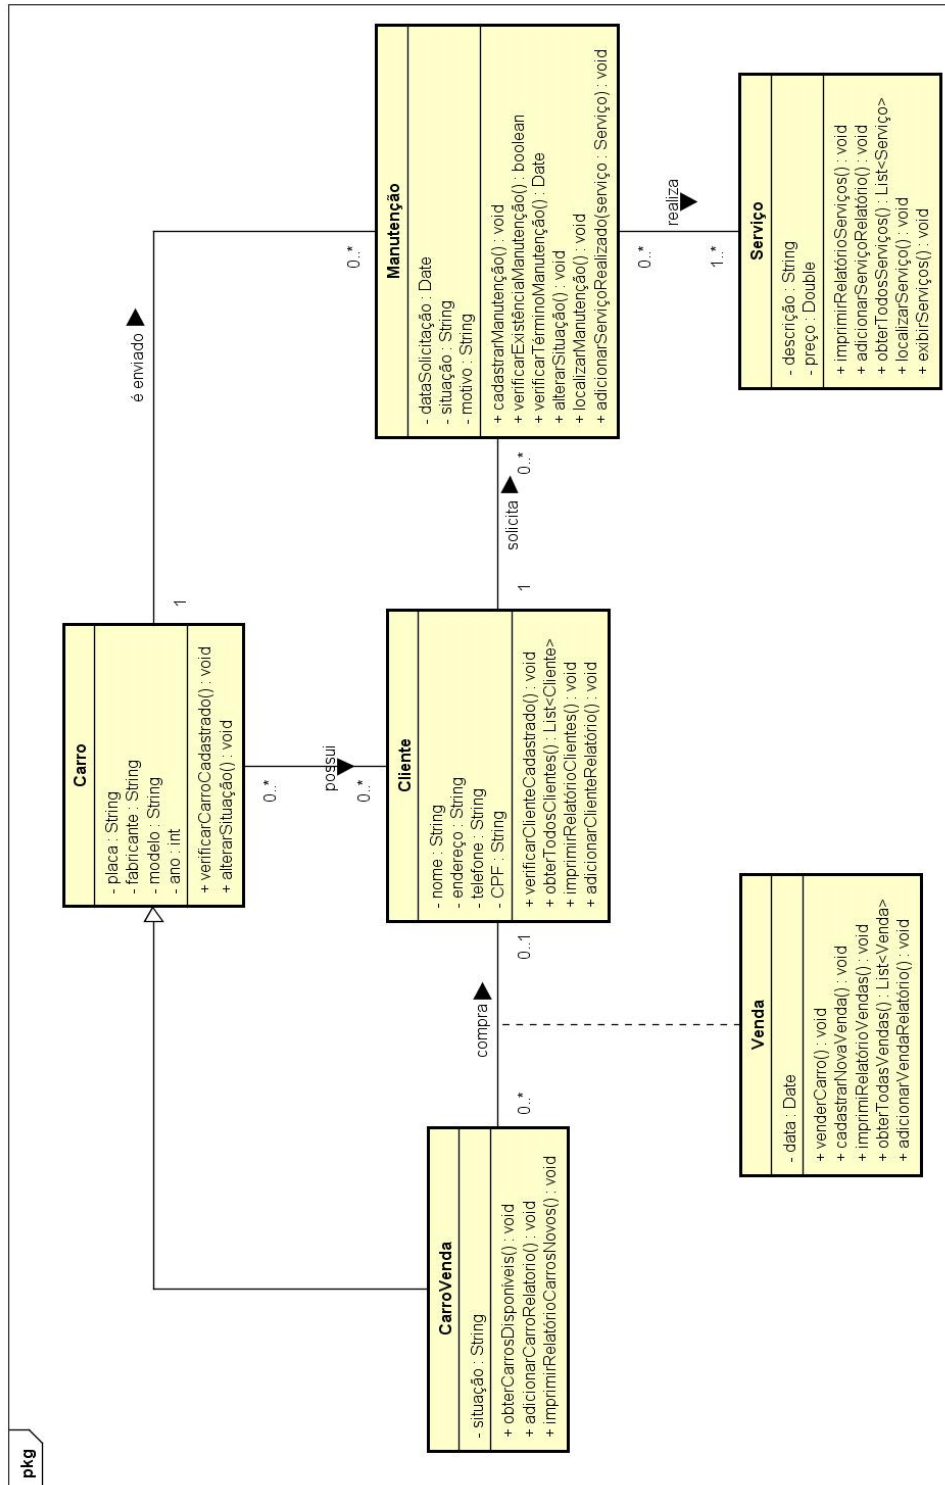 pkg
CarroVenda
- situação : String
+ obterCarrosDisponíveis() : void
+ adicionarCarroRelatorio() : void
+ imprimirRelatórioCarrosNovos() : void
Carro
- placa : String
- fabricante : String
- modelo : String
- ano : int
+ verificarCarroCadastrado() : void
+ alterarSituação() : void
1
é enviado
0..*
0..*
possui
0..*
Cliente
- nome : String
- endereço : String
- telefone : String
- CPF : String
+ verificarClienteCadastrado() : void
+ obterTodosClientes() : List<Cliente>
+ imprimirRelatórioClientes() : void
+ adicionarClienteRelatório() : void
0..*
compra
0..1
1
solicita
0..*
Manutenção
- dataSolicitação : Date
- situação : String
- motivo : String
+ cadastrarManutenção() : void
+ verificarExistênciaManutenção() : boolean
+ verificarTérminoManutenção() : Date
+ alterarSituação() : void
+ localizarManutenção() : void
+ adicionarServiçoRealizado(serviço : Serviço) : void
0..*
realiza
1..*
Venda
- data : Date
+ venderCarro() : void
+ cadastrarNovaVenda() : void
+ imprimiRelatórioVendas() : void
+ obterTodasVendas() : List<Venda>
+ adicionarVendaRelatório() : void
Serviço
- descrição : String
- preço : Double
+ imprimirRelatórioServiços() : void
+ adicionarServiçoRelatório() : void
+ obterTodosServiços() : List<Serviço>
+ localizarServiço() : void
+ exibirServiços() : void